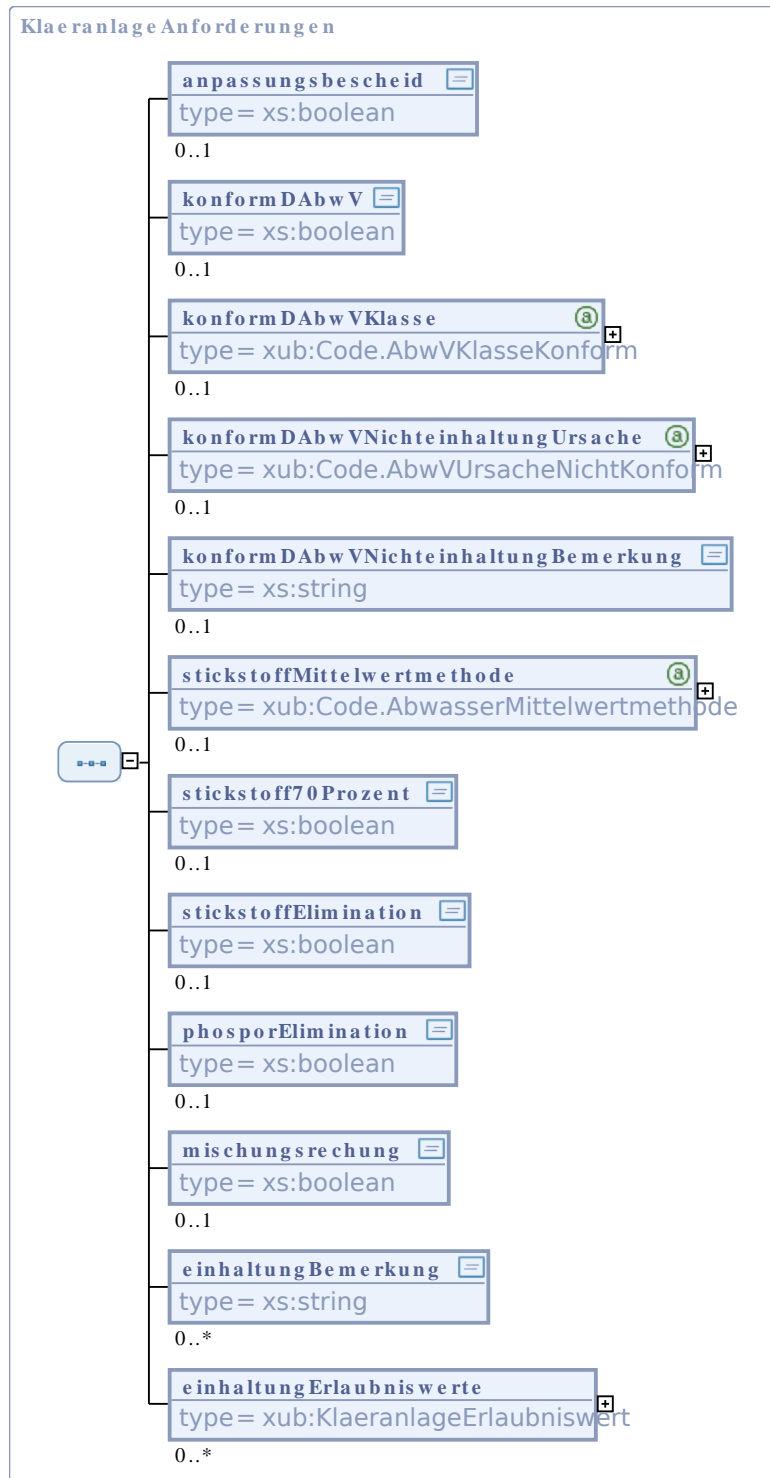 KlaeranlageAnforderungen
anpassungsbescheid
type= xs:boolean
0..1
konformDAbwV
type= xs:boolean
0..1
konformDAbwVKlasse
type= xub:Code.AbwVKlasseKonform
0..1
konformDAbwVNichteinhaltungUrsache
type= xub:Code.AbwVUrsacheNichtKonform
0..1
konformDAbwVNichteinhaltungBemerkung
type= xs:string
0..1
stickstoffMittelwertmethode
type= xub:Code.AbwasserMittelwertmethode
0..1
stickstoff70Prozent
type= xs:boolean
0..1
stickstoffElimination
type= xs:boolean
0..1
phosporElimination
type= xs:boolean
0..1
mischungsrechung
type= xs:boolean
0..1
einhaltungBemerkung
type= xs:string
0..*
einhaltungErlaubniswerte
type= xub:KlaeranlageErlaubniswert
0..*